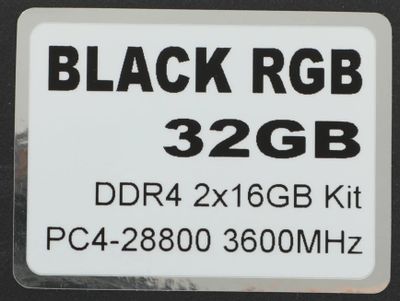 BLACK RGB
32GB
DDR4 2x16GB Kit
PC4-28800 3600MHz